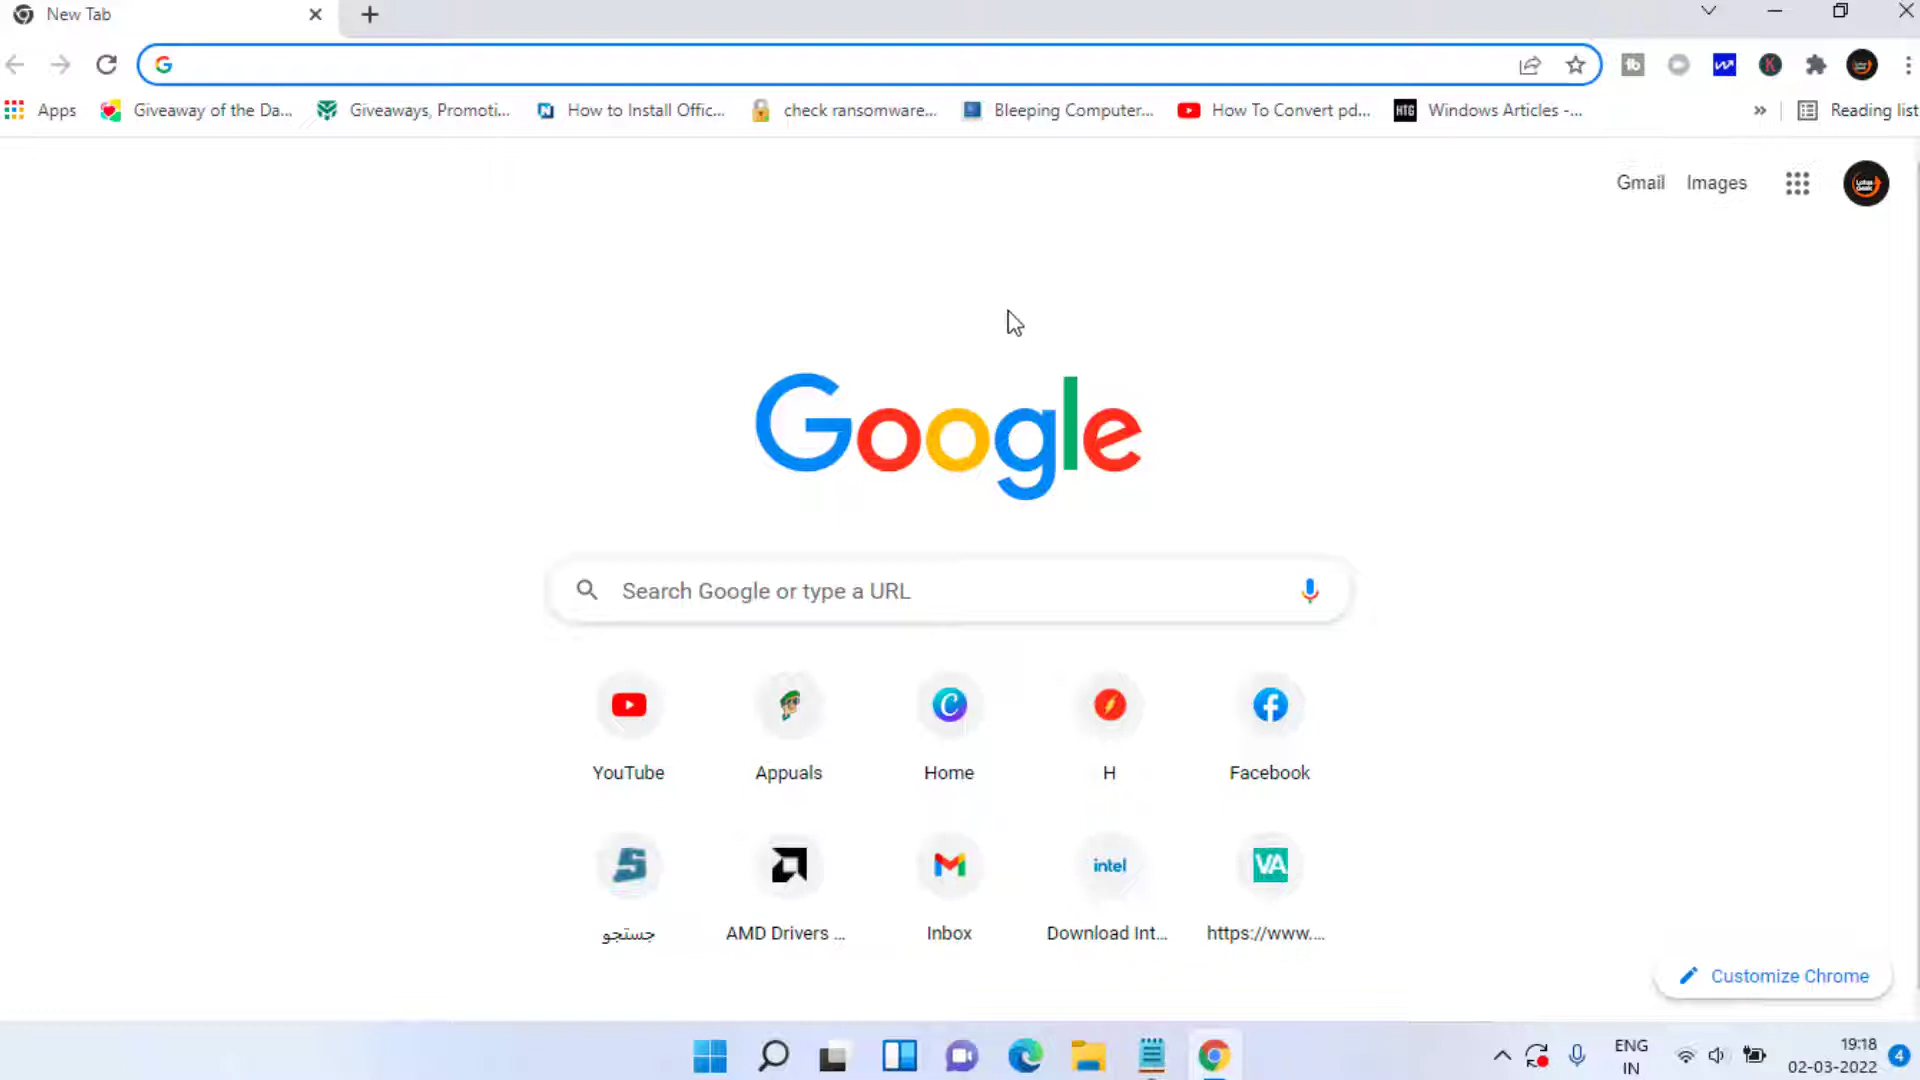 New Tab
Apps
Giveaway of the Da...
Giveaways, Promoti...
How to Install Offic...
check ransomware...
Bleeping Computer...
How To Convert pd...
HTG
Windows Articles -...
»
Reading list
Gmail
Images
Google
Search Google or type a URL
YouTube
Appuals
Home
H
Facebook
intel
VA
جستجو
AMD Drivers ...
Inbox
Download Int...
https://www....
Customize Chrome
ENG
IN
19:18
02-03-2022
4